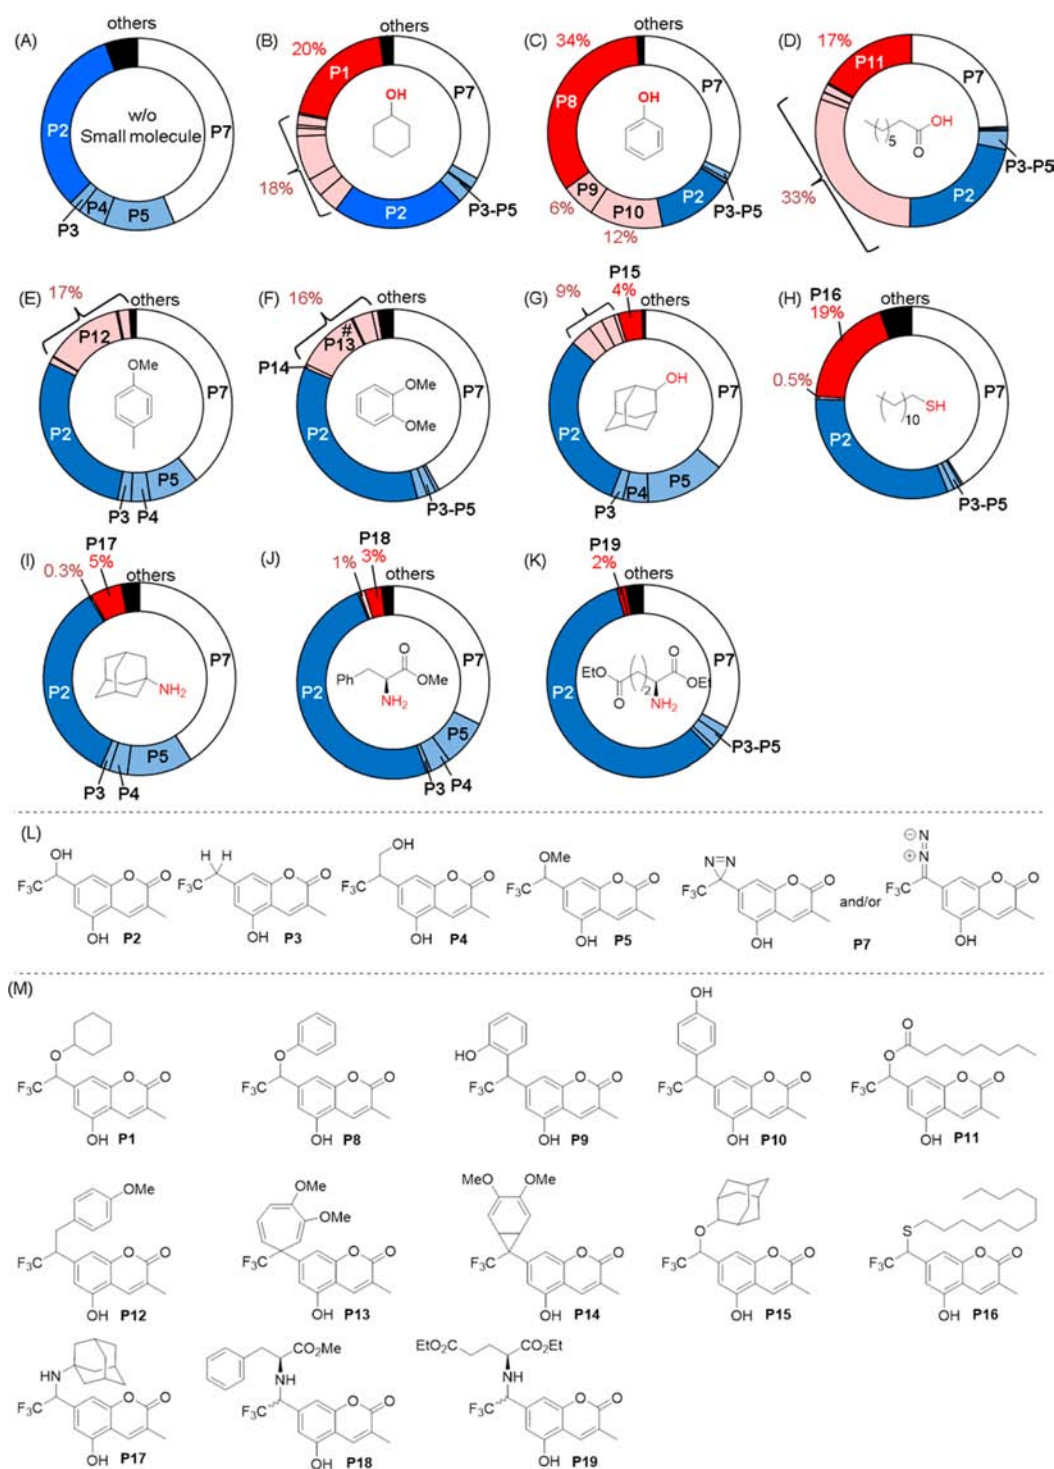 (A)
others
w/o
Small molecule
P2
P3
P4
P5
P7
(B)
others
20%
P1
OH
P7
18%
P2
P3-P5
(C)
34%
others
P8
OH
P7
P9
6%
P10
12%
P2
P3-P5
(D)
17%
others
P11
P7
5
OH
O
33%
P2
P3-P5
(E)
17%
others
P12
OMe
P7
P2
P3
P4
P5
(F)
16%
others
#
P13
P14
OMe
OMe
P7
P2
P3-P5
(G)
P15
9%
4%
others
OH
P7
P2
P3
P4
P5
(H)
P16
19%
others
0.5%
10
SH
P7
P2
P3-P5
(I)
P17
0.3%
5%
others
NH2
P7
P2
P3
P4
P5
(J)
P18
1%
3%
others
O
Ph
OMe
NH2
P7
P2
P3
P4
P5
(K)
P19
2%
others
EtO
O
O
OEt
2
NH2
P7
P2
P3-P5
(L)
OH
F3C
O
O
OH
P2
H
H
F3C
O
O
OH
P3
OH
F3C
O
O
OH
P4
OMe
F3C
O
O
OH
P5
N=N
F3C
O
O
OH
and/or
P7
⊖
N
N
⊕
F3C
O
O
OH
(M)
O
F3C
O
O
OH
P1
O
F3C
O
O
OH
P8
HO
F3C
O
O
OH
P9
OH
F3C
O
O
OH
P10
O
O
F3C
O
O
OH
P11
OMe
F3C
O
O
OH
P12
OMe
OMe
F3C
O
O
OH
P13
MeO
OMe
F3C
O
O
OH
P14
O
F3C
O
O
OH
P15
S
F3C
O
O
OH
P16
HN
F3C
O
O
OH
P17
CO2Me
NH
F3C
O
O
OH
P18
EtO2C
CO2Et
NH
F3C
O
O
OH
P19